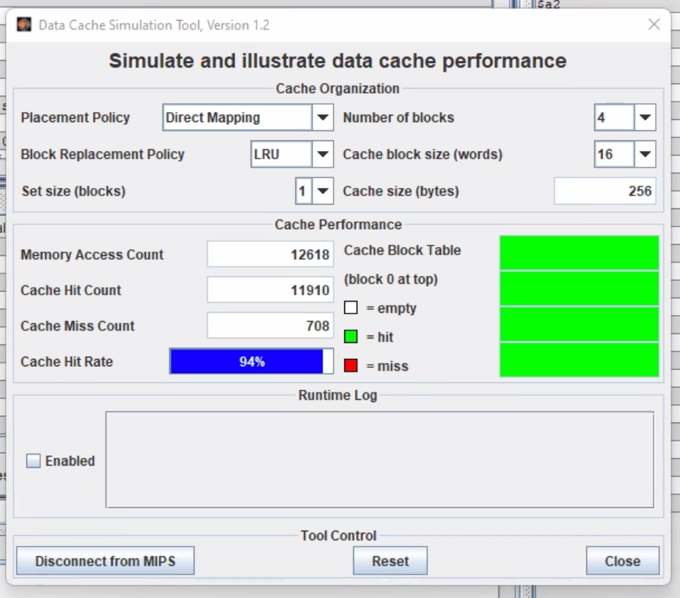 $a2
Data Cache Simulation Tool, Version 1.2
Simulate and illustrate data cache performance
Cache Organization
Placement Policy Direct Mapping Number of blocks 4
Block Replacement Policy LRU Cache block size (words) 16
Set size (blocks) 1 Cache size (bytes) 256
Cache Performance
Memory Access Count 12618 Cache Block Table
(block 0 at top)
Cache Hit Count 11910
= empty
Cache Miss Count 708
= hit
Cache Hit Rate 94%
= miss
Runtime Log
Enabled
Tool Control
Disconnect from MIPS Reset Close